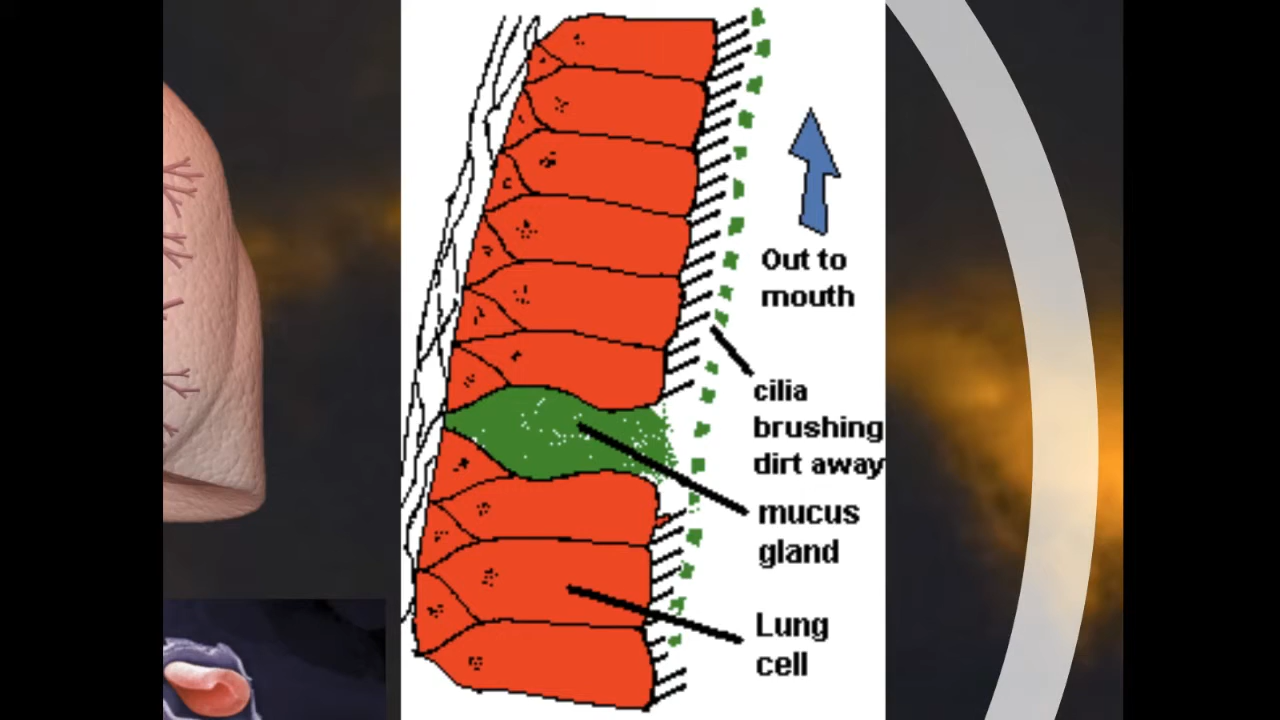 Out to
mouth
cilia
brushing
dirt away
mucus
gland
Lung
cell